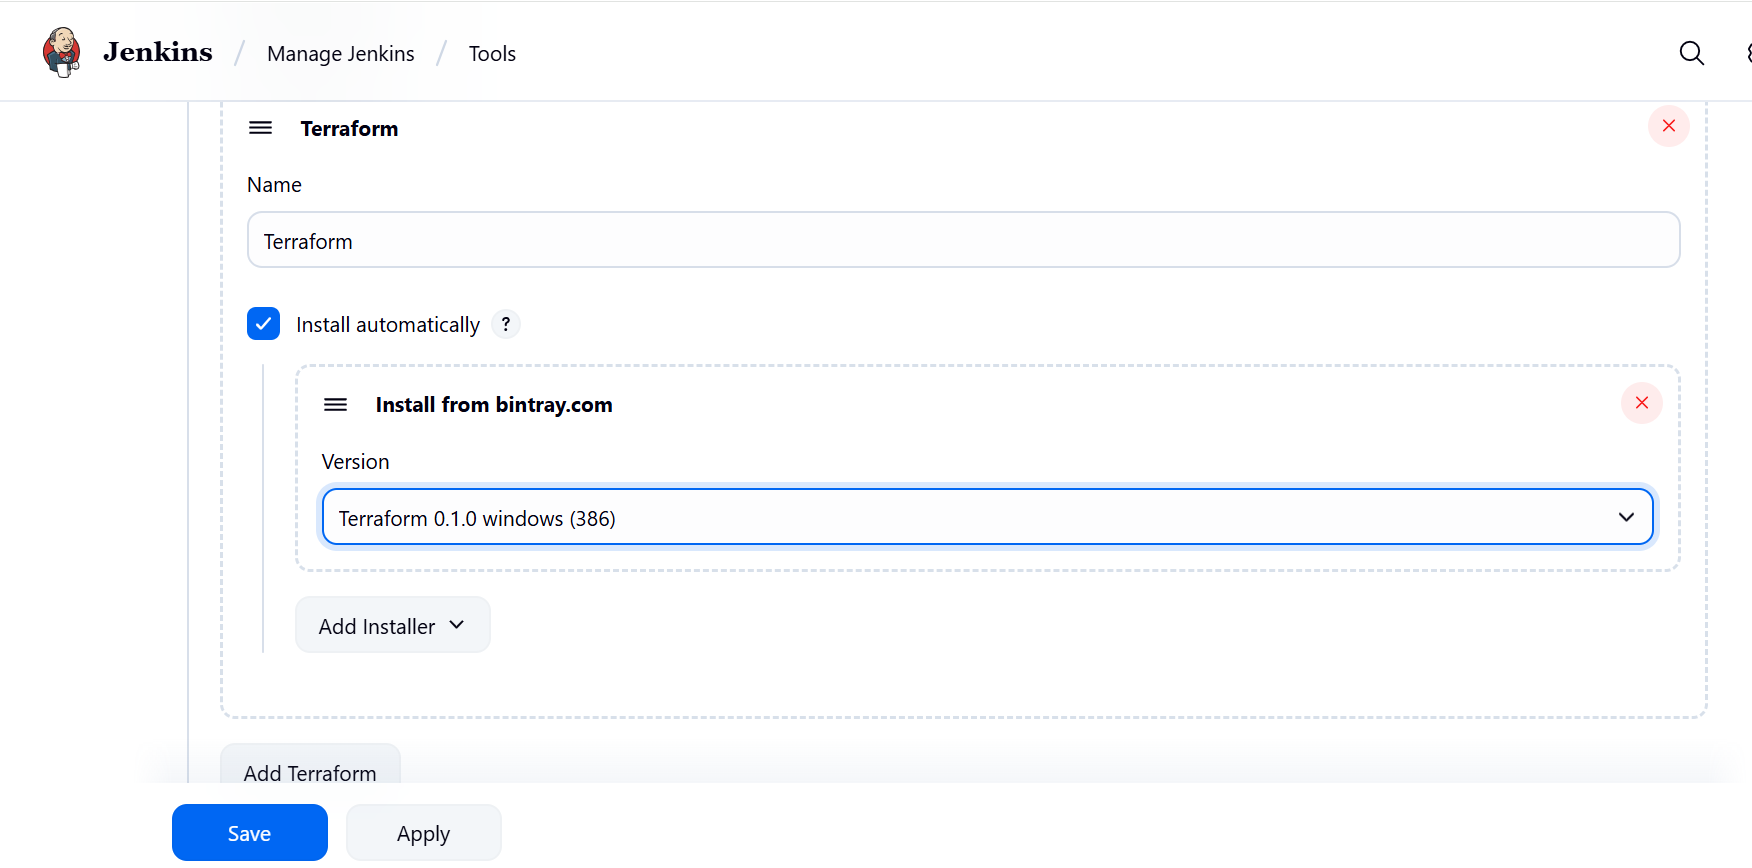 Jenkins / Manage Jenkins / Tools
Terraform
Name
Terraform
Install automatically ?
Install from bintray.com
Version
Terraform 0.1.0 windows (386)
Add Installer
Add Terraform
Save Apply